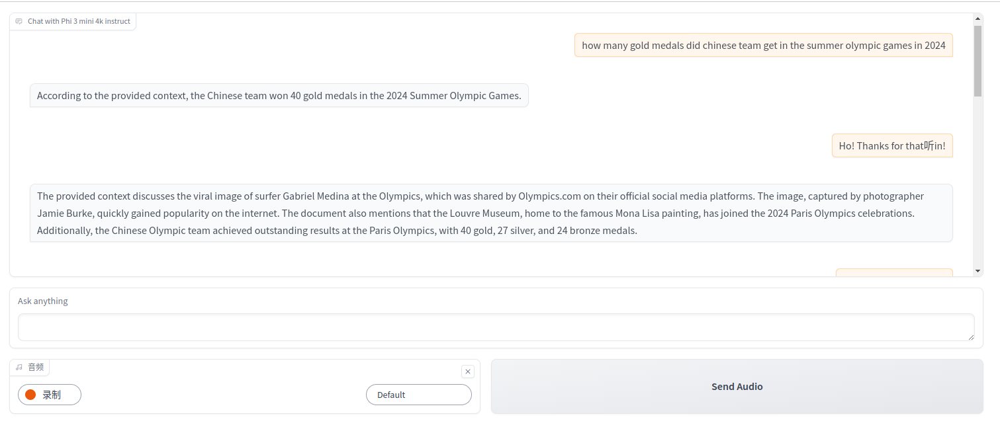 Chat with Phi 3 mini 4k instruct
how many gold medals did chinese team get in the summer olympic games in 2024
According to the provided context, the Chinese team won 40 gold medals in the 2024 Summer Olympic Games.
Ho! Thanks for that听in!
The provided context discusses the viral image of surfer Gabriel Medina at the Olympics, which was shared by Olympics.com on their official social media platforms. The image, captured by photographer
Jamie Burke, quickly gained popularity on the internet. The document also mentions that the Louvre Museum, home to the famous Mona Lisa painting, has joined the 2024 Paris Olympics celebrations.
Additionally, the Chinese Olympic team achieved outstanding results at the Paris Olympics, with 40 gold, 27 silver, and 24 bronze medals.
Ask anything
音频
录制
Default
Send Audio